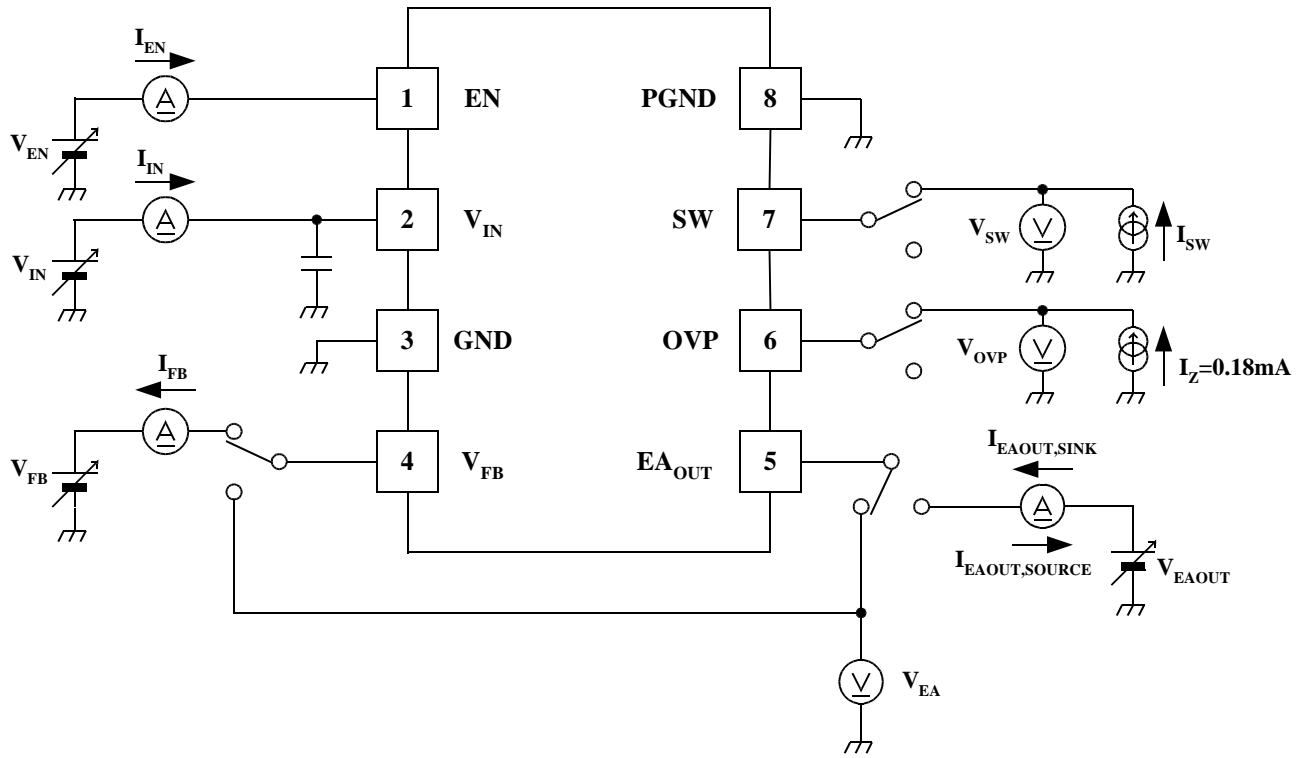 I_EN
1 EN PGND 8
V_EN
A
I_IN
2 V_IN SW 7
A
V_IN
V_SW V I_SW
3 GND OVP 6
I_FB
V_OVP V I_Z=0.18mA
A
V_FB
4 V_FB EA_OUT 5
I_EAOUT,SINK
A
I_EAOUT,SOURCE
V_EAOUT
V V_EA